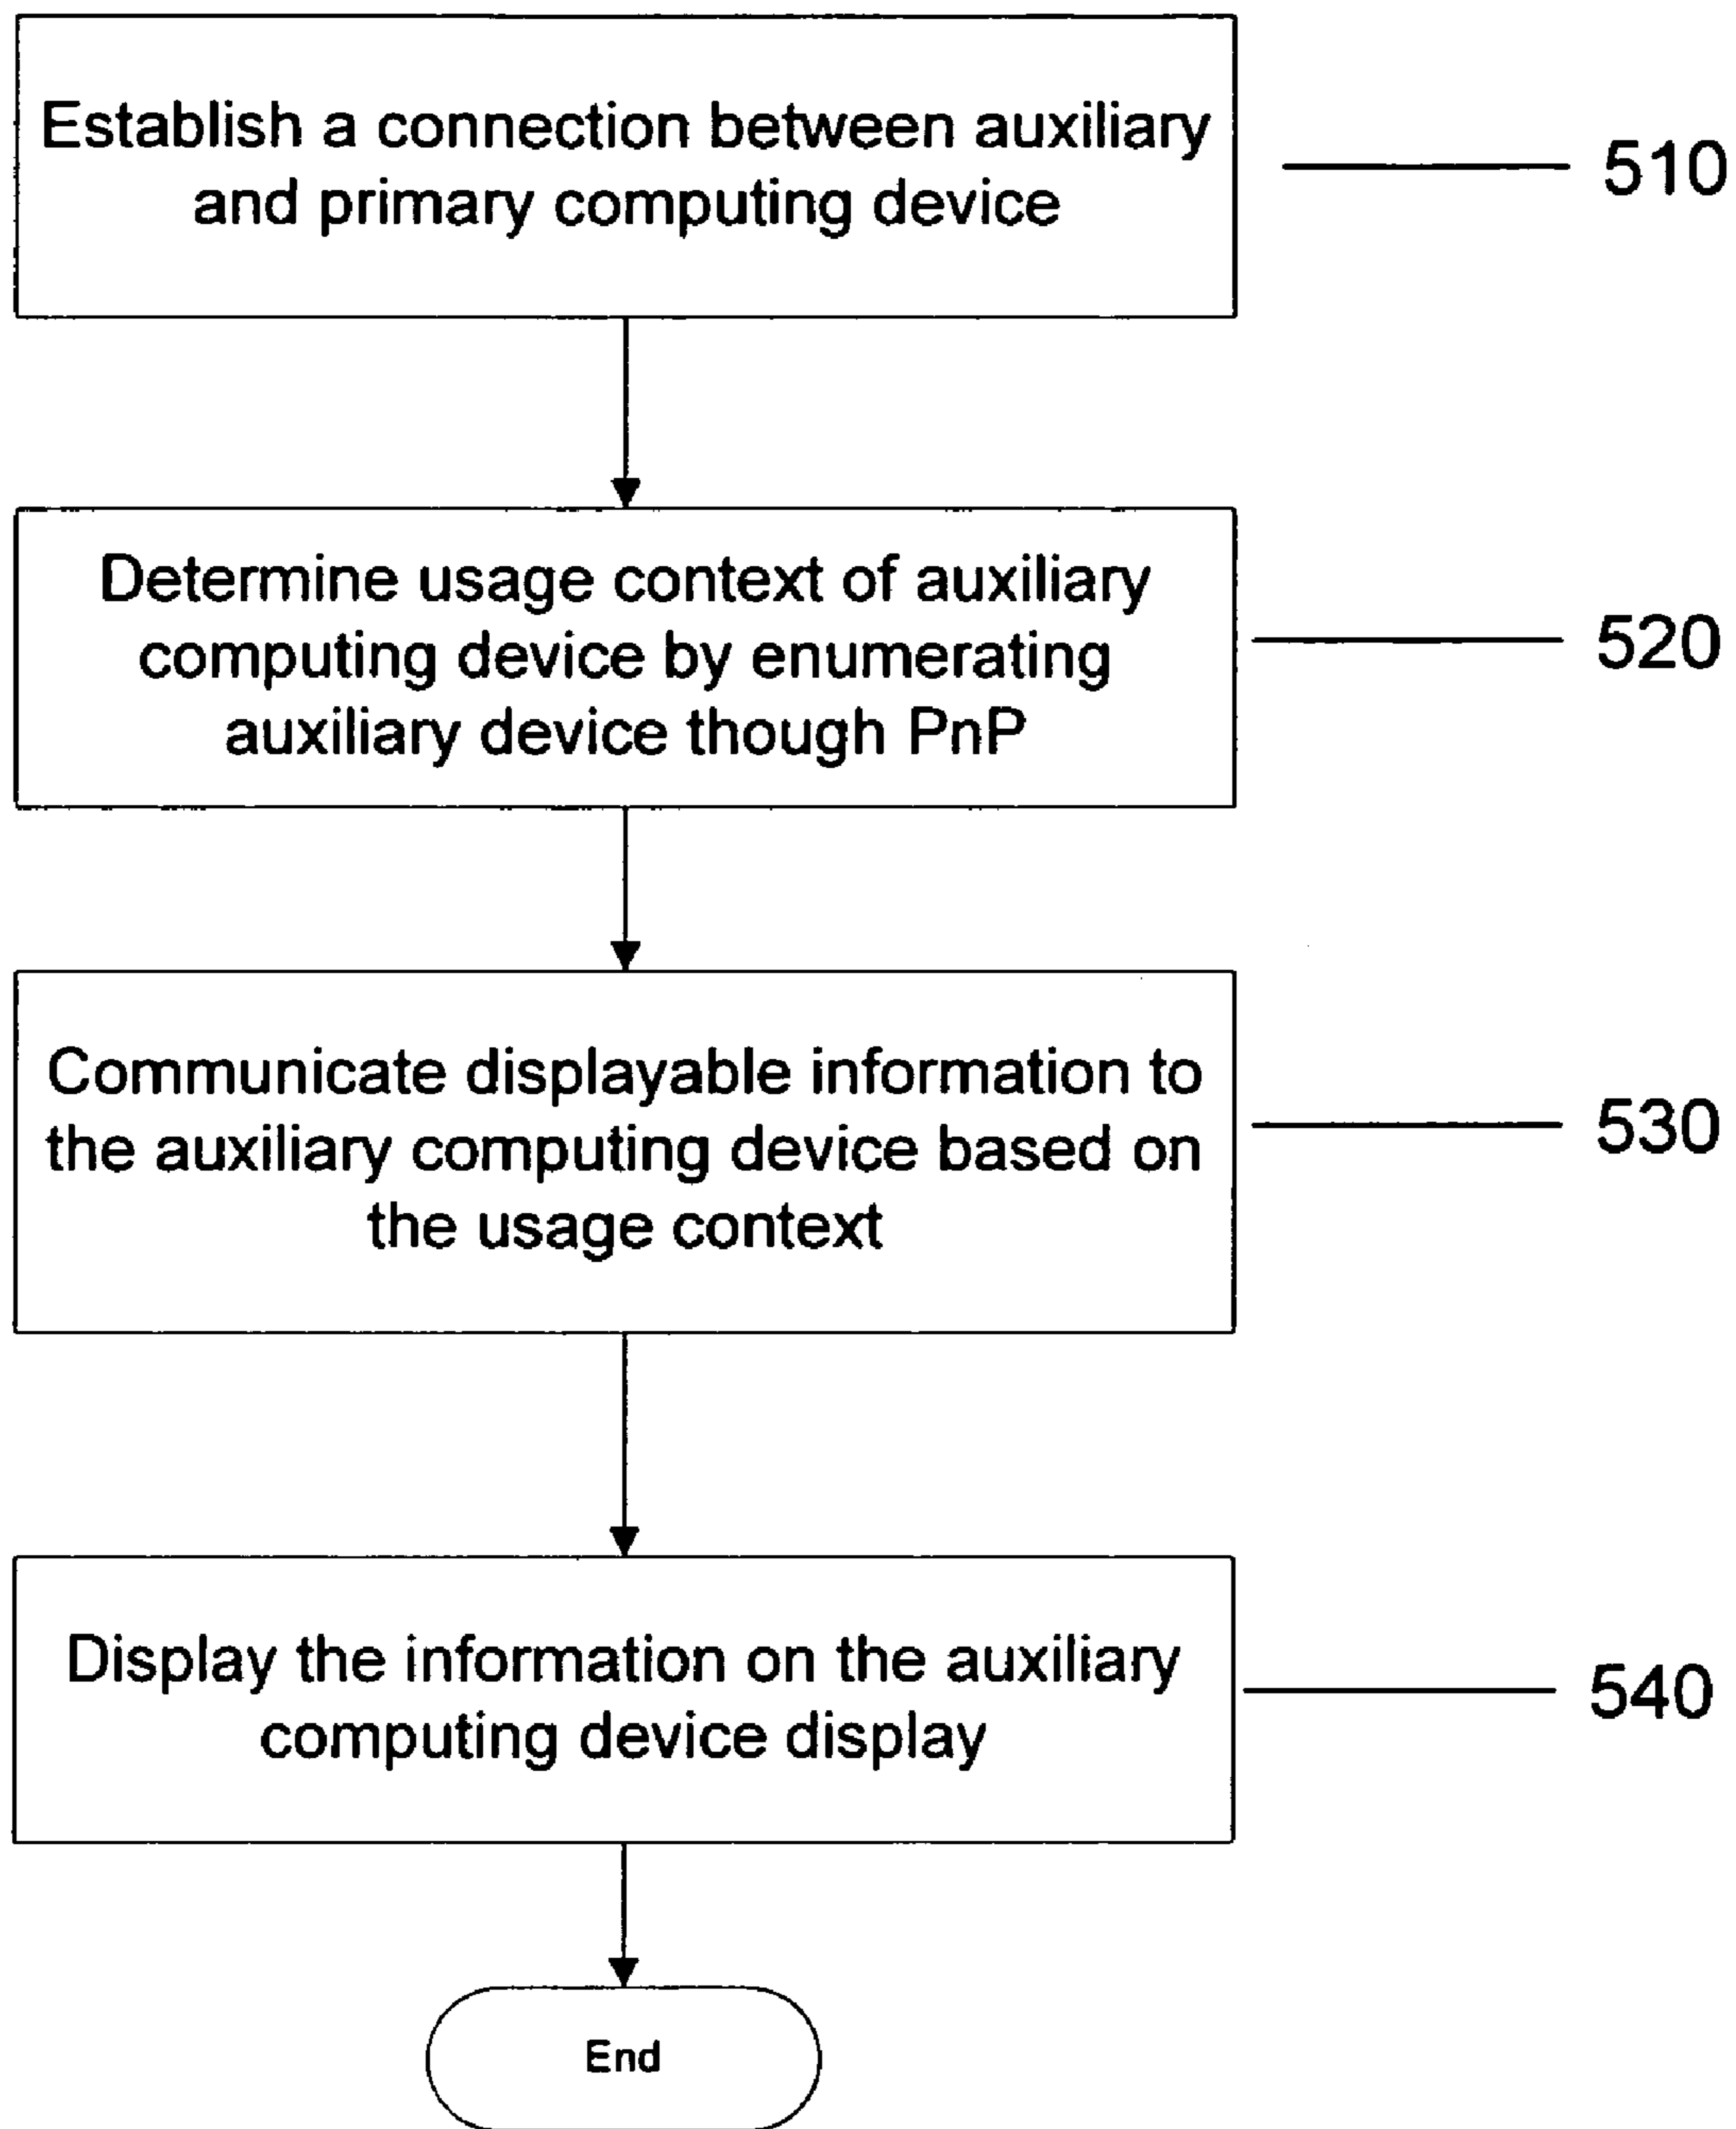 Establish a connection between auxiliary
and primary computing device
510
Determine usage context of auxiliary
computing device by enumerating
auxiliary device though PnP
520
Communicate displayable information to
the auxiliary computing device based on
the usage context
530
Display the information on the auxiliary
computing device display
540
End